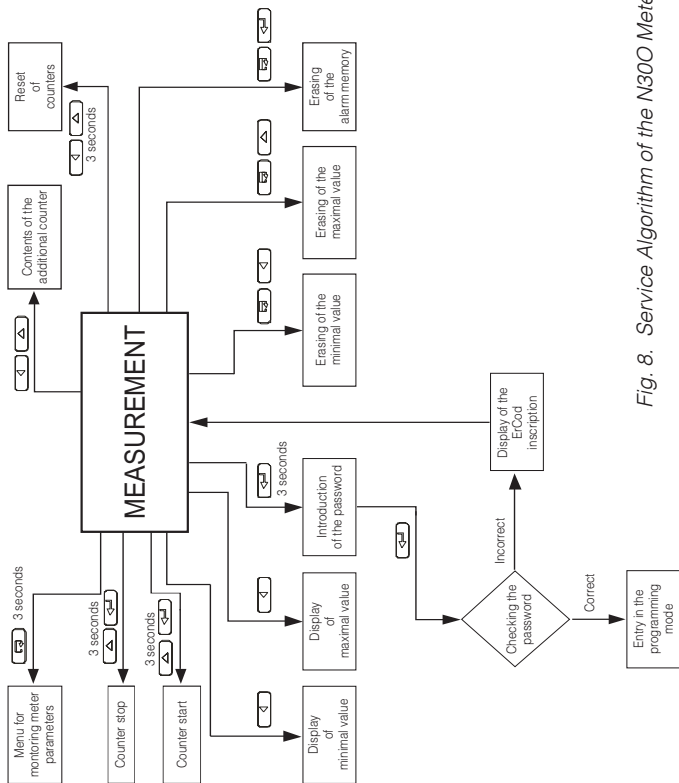 Reset
of
counters
3 seconds
Contents of the
additional counter
MEASUREMENT
3 seconds
Menu for
montoring meter
parameters
3 seconds
Counter stop
3 seconds
Counter start
Display
of
minimal value
Display
of
maximal value
3 seconds
Introduction
of the password
Erasing of the
minimal value
Erasing of the
maximal value
Erasing
of the
alarm memory
Checking the
password
Incorrect
Display of the
ErCod
inscription
Correct
Entry in the
programming
mode
Fig. 8. Service Algorithm of the N30O Mete